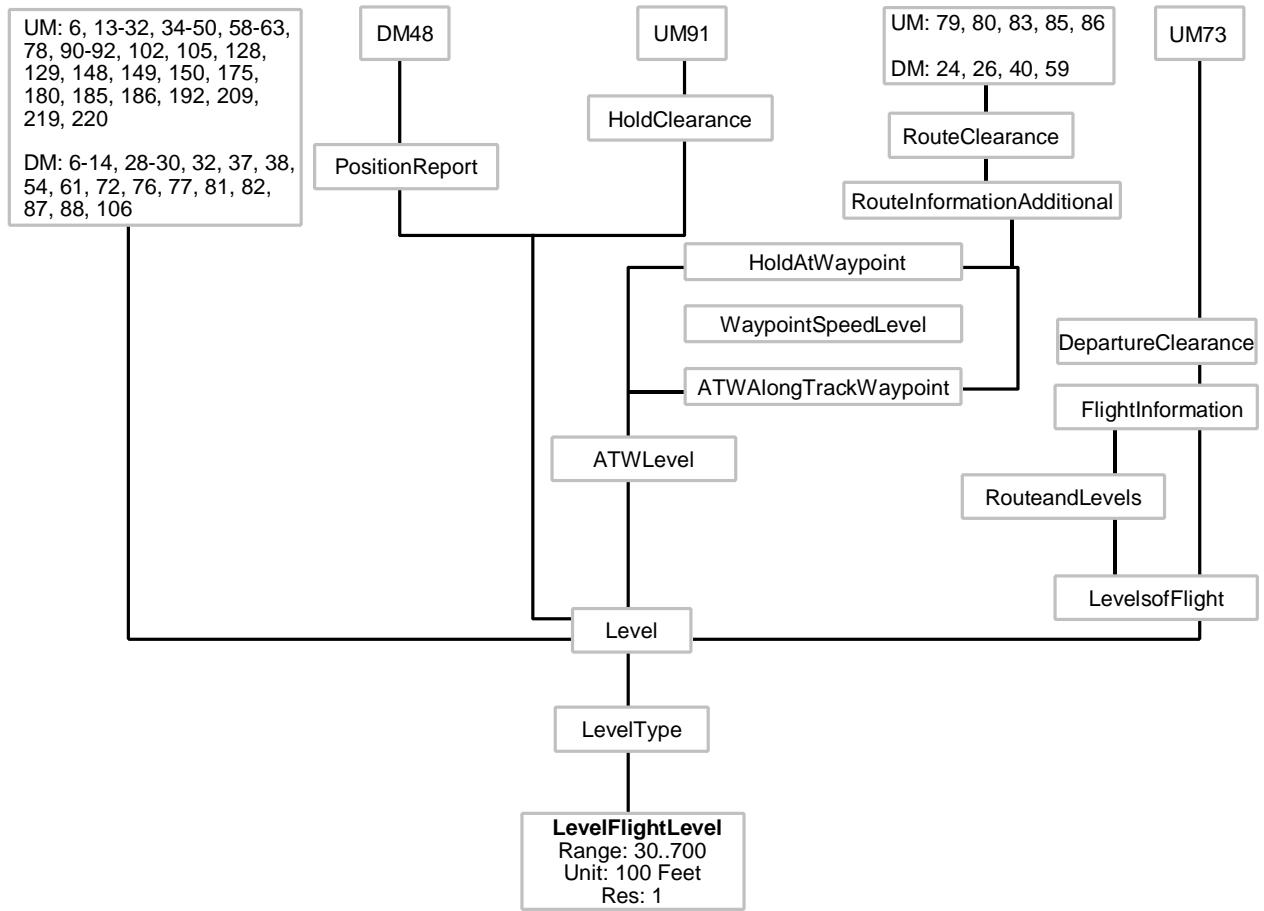 UM: 6, 13-32, 34-50, 58-63,
78, 90-92, 102, 105, 128,
129, 148, 149, 150, 175,
180, 185, 186, 192, 209,
219, 220
DM: 6-14, 28-30, 32, 37, 38,
54, 61, 72, 76, 77, 81, 82,
87, 88, 106
DM48
UM91
UM: 79, 80, 83, 85, 86
DM: 24, 26, 40, 59
UM73
HoldClearance
RouteClearance
PositionReport
RouteInformationAdditional
HoldAtWaypoint
WaypointSpeedLevel
DepartureClearance
ATWAlongTrackWaypoint
FlightInformation
ATWLevel
RouteandLevels
LevelsofFlight
Level
LevelType
LevelFlightLevel
Range: 30..700
Unit: 100 Feet
Res: 1